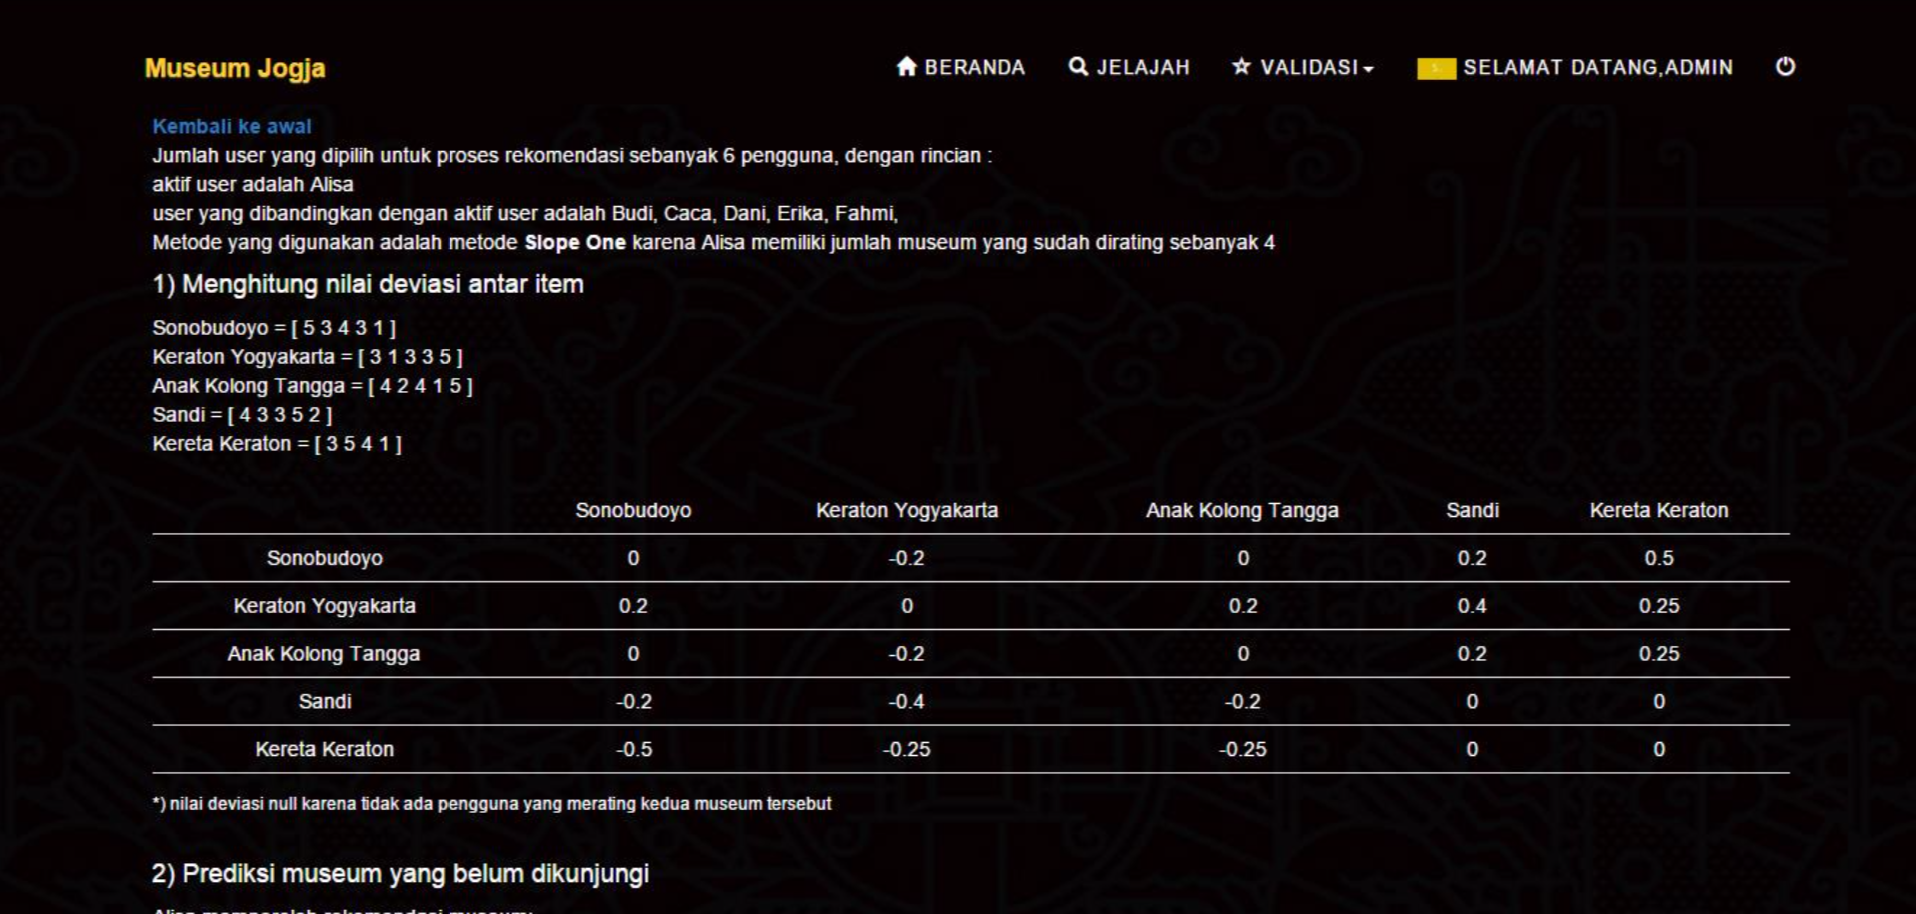 Museum Jogja
BERANDA JELAJAH VALIDASI SELAMAT DATANG,ADMIN
Kembali ke awal
Jumlah user yang dipilih untuk proses rekomendasi sebanyak 6 pengguna, dengan rincian :
aktif user adalah Alisa
user yang dibandingkan dengan aktif user adalah Budi, Caca, Dani, Erika, Fahmi,
Metode yang digunakan adalah metode Slope One karena Alisa memiliki jumlah museum yang sudah dirating sebanyak 4
1) Menghitung nilai deviasi antar item
Sonobudoyo = [ 5 3 4 3 1 ]
Keraton Yogyakarta = [ 3 1 3 3 5 ]
Anak Kolong Tangga = [ 4 2 4 1 5 ]
Sandi = [ 4 3 3 5 2 ]
Kereta Keraton = [ 3 5 4 1 ]
Sonobudoyo Keraton Yogyakarta Anak Kolong Tangga Sandi Kereta Keraton
Sonobudoyo 0 -0.2 0 0.2 0.5
Keraton Yogyakarta 0.2 0 0.2 0.4 0.25
Anak Kolong Tangga 0 -0.2 0 0.2 0.25
Sandi -0.2 -0.4 -0.2 0 0
Kereta Keraton -0.5 -0.25 -0.25 0 0
*) nilai deviasi null karena tidak ada pengguna yang merating kedua museum tersebut
2) Prediksi museum yang belum dikunjungi